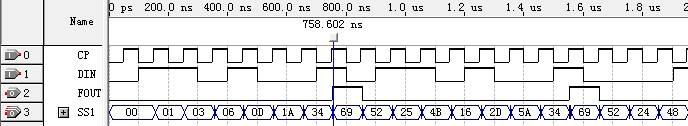 0 ps 200.0 ns 400.0 ns 600.0 ns 800.0 ns 1.0 us 1.2 us 1.4 us 1.6 us 1.8 us 2.
Name
758.602 ns
0 CP
1 DIN
2 FOUT
3 SS1 00 01 03 06 0D 1A 34 69 52 25 4B 16 2D 5A 34 69 52 24 48